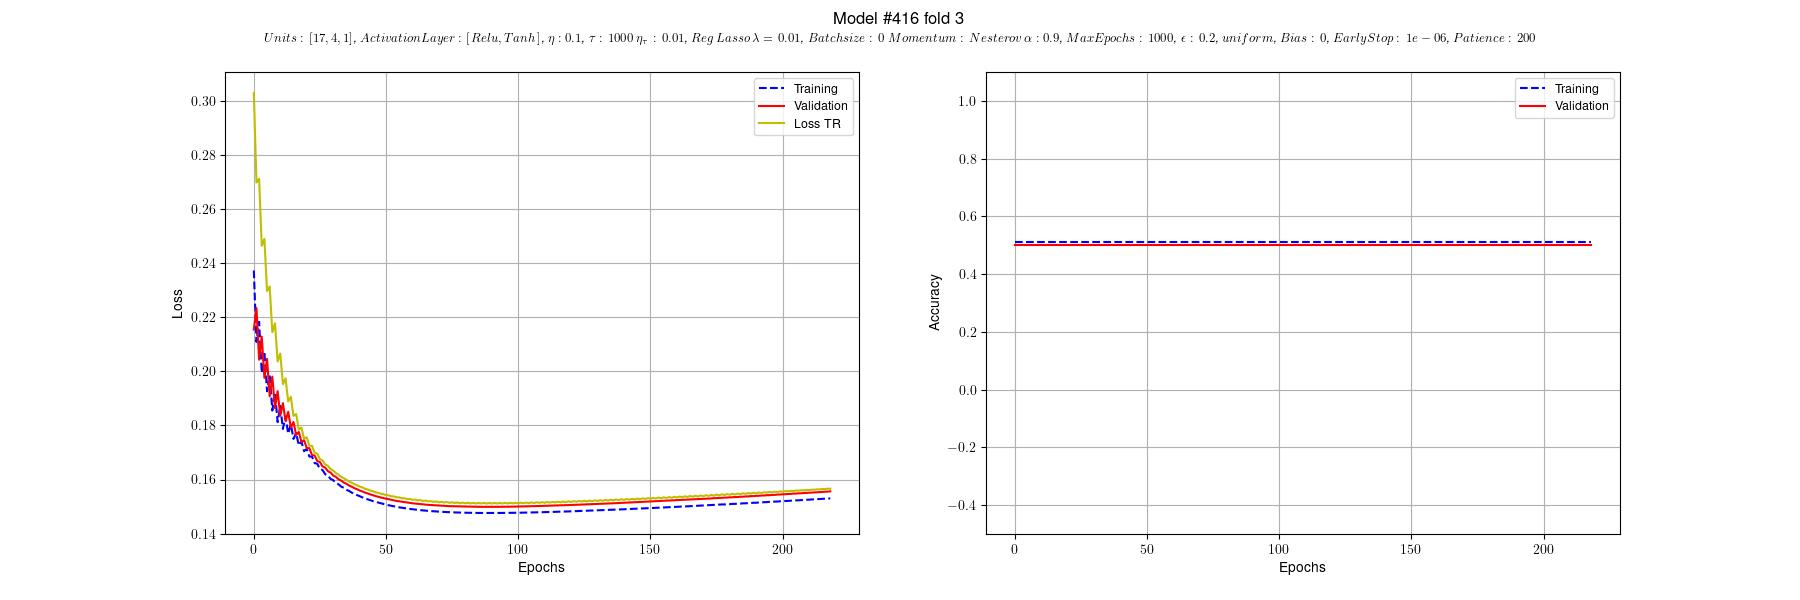 Model #416 fold 3
Units : [17, 4, 1], ActivationLayer : [Relu, Tanh], η : 0.1, τ : 1000 η_τ : 0.01, Reg Lasso λ = 0.01, Batchsize : 0 Momentum : Nesterov α : 0.9, MaxEpochs : 1000, ϵ : 0.2, uniform, Bias : 0, EarlyStop : 1e − 06, Patience : 200
Loss
0.30
0.28
0.26
0.24
0.22
0.20
0.18
0.16
0.14
0 50 100 150 200
Epochs
Training
Validation
Loss TR
Accuracy
1.0
0.8
0.6
0.4
0.2
0.0
−0.2
−0.4
0 50 100 150 200
Epochs
Training
Validation